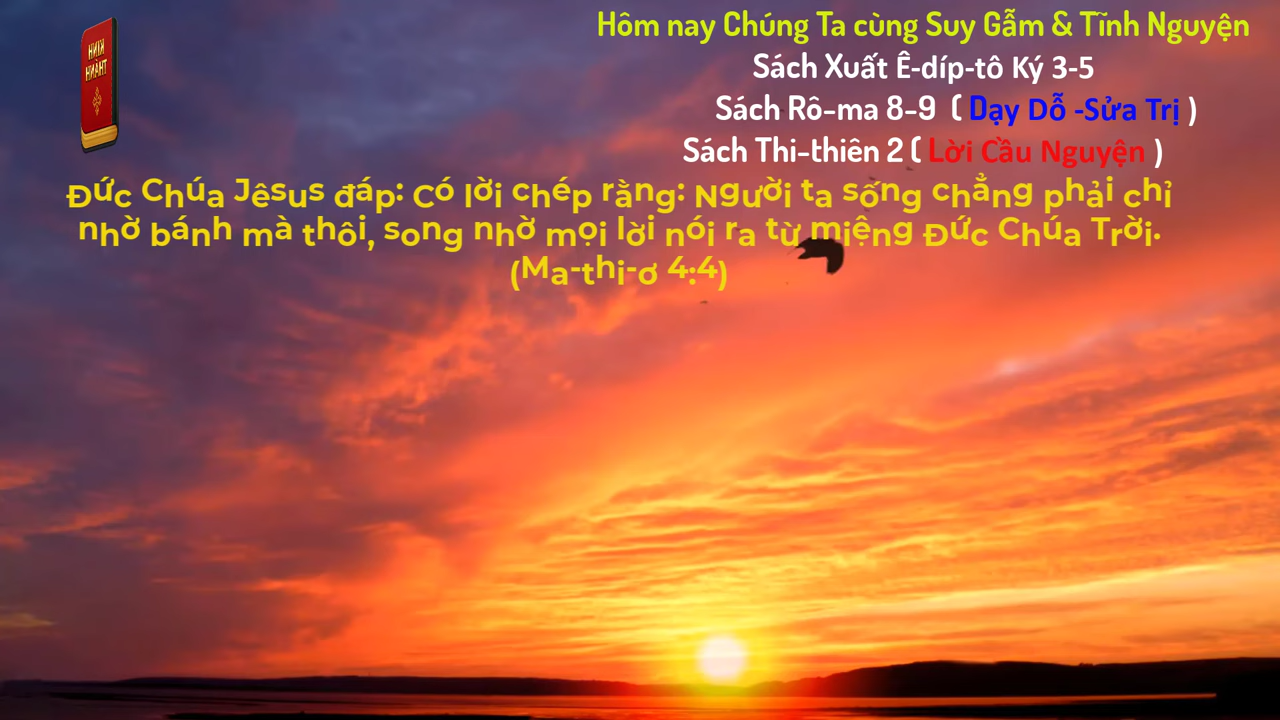 Hôm nay Chúng Ta cùng Suy Gẫm & Tĩnh Nguyện
Sách Xuất Ê-díp-tô Ký 3-5
Sách Rô-ma 8-9 ( Dạy Dỗ -Sửa Trị )
Sách Thi-thiên 2 ( Lời Cầu Nguyện )
KINH
THÁNH
Đức Chúa Jêsus đáp: Có lời chép rằng: Người ta sống chẳng phải chỉ
nhờ bánh mà thôi, song nhờ mọi lời nói ra từ miệng Đức Chúa Trời.
(Ma-thi-ơ 4:4)